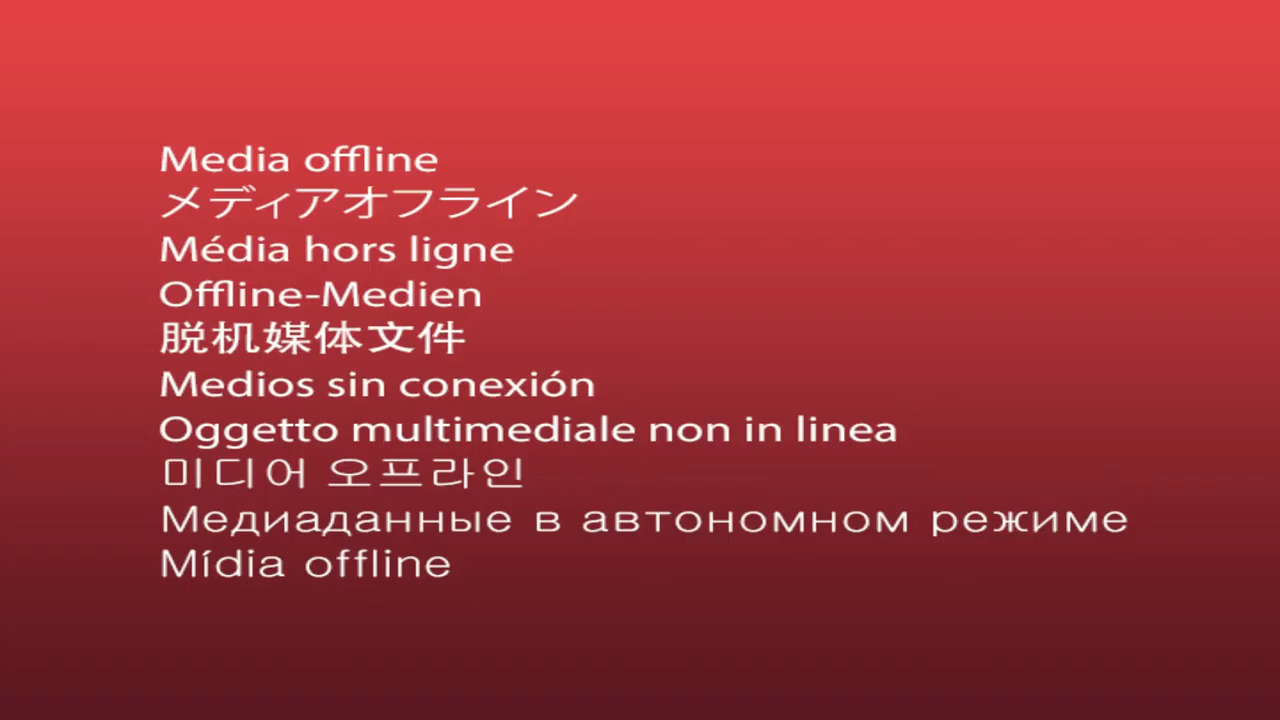 Media offline
メディアオフライン
Média hors ligne
Offline-Medien
脱机媒体文件
Medios sin conexión
Oggetto multimediale non in linea
미디어 오프라인
Медиаданные в автономном режиме
Mídia offline